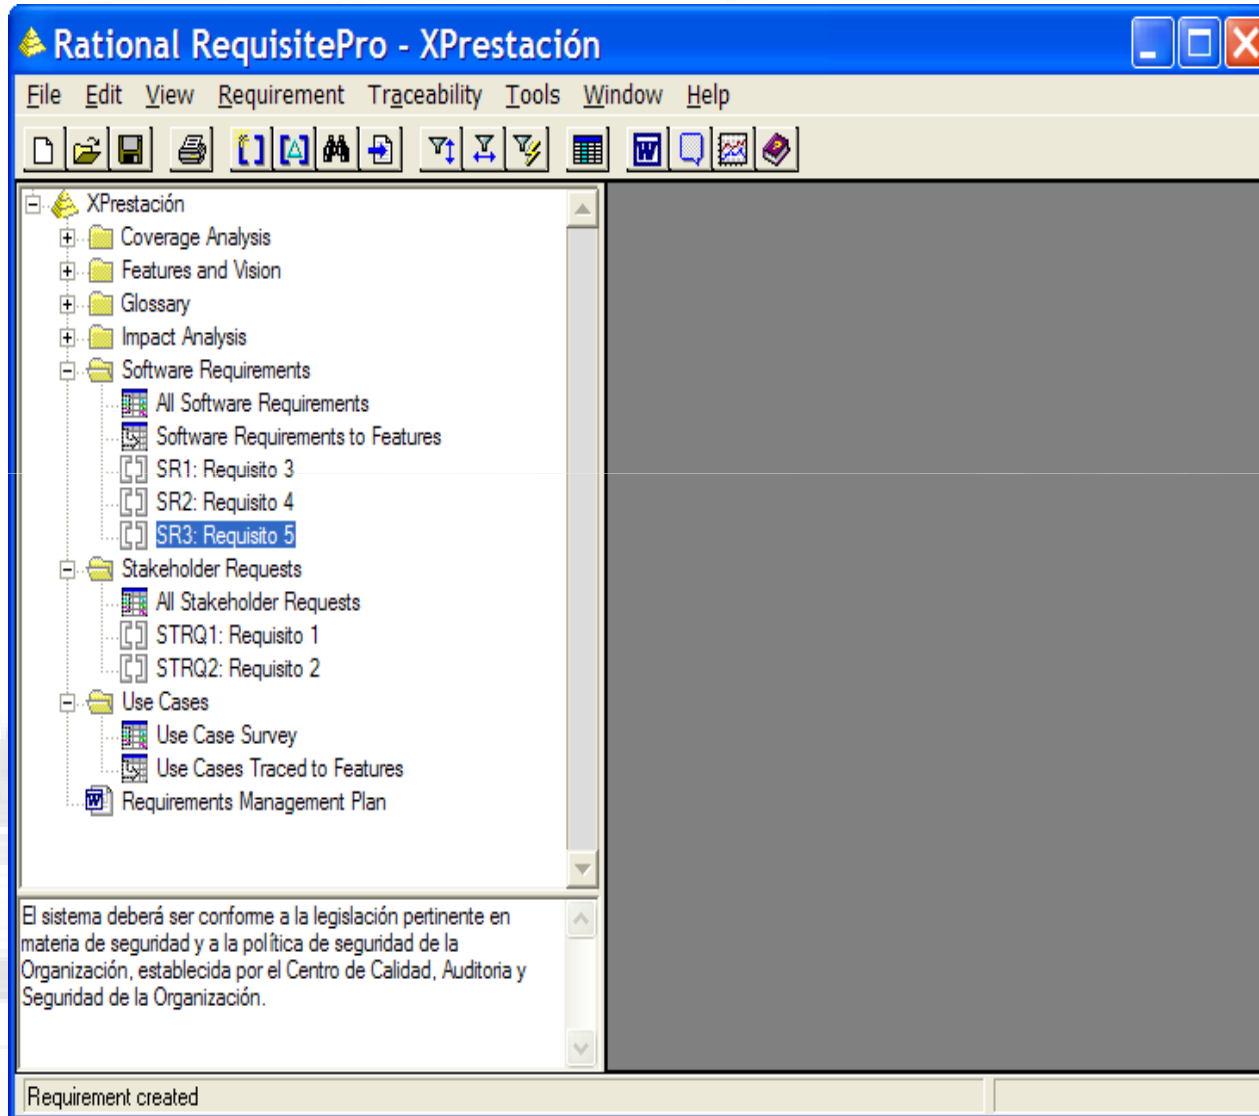 Rational RequisitePro - XPrestación
File Edit View Requirement Traceability Tools Window Help
XPrestación
Coverage Analysis
Features and Vision
Glossary
Impact Analysis
Software Requirements
All Software Requirements
Software Requirements to Features
SR1: Requisito 3
SR2: Requisito 4
SR3: Requisito 5
Stakeholder Requests
All Stakeholder Requests
STRQ1: Requisito 1
STRQ2: Requisito 2
Use Cases
Use Case Survey
Use Cases Traced to Features
Requirements Management Plan
El sistema deberá ser conforme a la legislación pertinente en
materia de seguridad y a la política de seguridad de la
Organización, establecida por el Centro de Calidad, Auditoria y
Seguridad de la Organización.
Requirement created